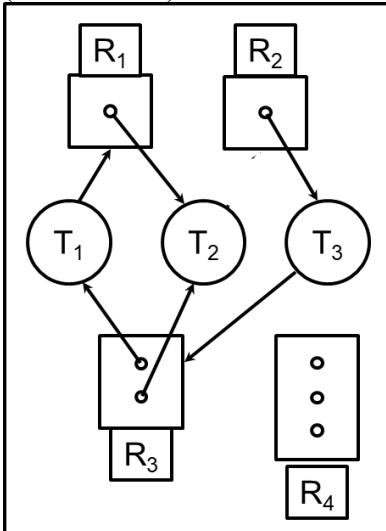 R₁ R₂
T₁ T₂ T₃
R₃
R₄